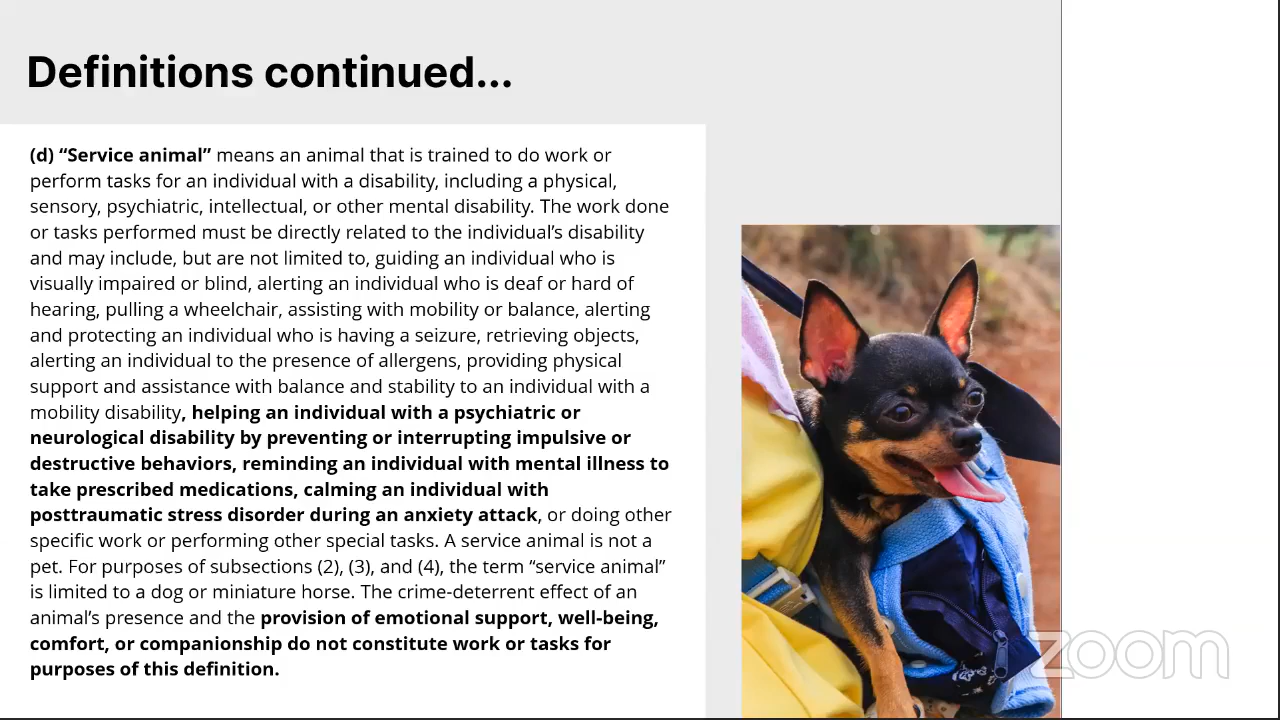 Definitions continued...
(d) “Service animal” means an animal that is trained to do work or
perform tasks for an individual with a disability, including a physical,
sensory, psychiatric, intellectual, or other mental disability. The work done
or tasks performed must be directly related to the individual’s disability
and may include, but are not limited to, guiding an individual who is
visually impaired or blind, alerting an individual who is deaf or hard of
hearing, pulling a wheelchair, assisting with mobility or balance, alerting
and protecting an individual who is having a seizure, retrieving objects,
alerting an individual to the presence of allergens, providing physical
support and assistance with balance and stability to an individual with a
mobility disability, helping an individual with a psychiatric or
neurological disability by preventing or interrupting impulsive or
destructive behaviors, reminding an individual with mental illness to
take prescribed medications, calming an individual with
posttraumatic stress disorder during an anxiety attack, or doing other
specific work or performing other special tasks. A service animal is not a
pet. For purposes of subsections (2), (3), and (4), the term “service animal”
is limited to a dog or miniature horse. The crime-deterrent effect of an
animal’s presence and the provision of emotional support, well-being,
comfort, or companionship do not constitute work or tasks for
purposes of this definition.
zoom